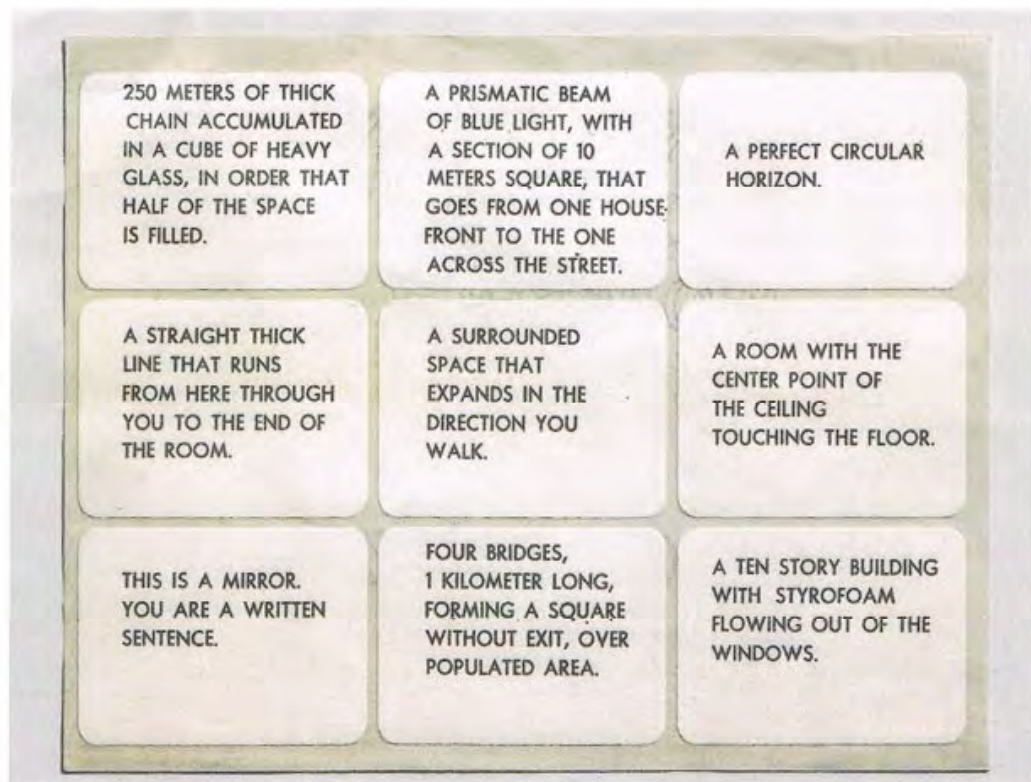 250 METERS OF THICK
CHAIN ACCUMULATED
IN A CUBE OF HEAVY
GLASS, IN ORDER THAT
HALF OF THE SPACE
IS FILLED.
A PRISMATIC BEAM
OF BLUE LIGHT, WITH
A SECTION OF 10
METERS SQUARE, THAT
GOES FROM ONE HOUSE-
FRONT TO THE ONE
ACROSS THE STREET.
A PERFECT CIRCULAR
HORIZON.
A STRAIGHT THICK
LINE THAT RUNS
FROM HERE THROUGH
YOU TO THE END OF
THE ROOM.
A SURROUNDED
SPACE THAT
EXPANDS IN THE
DIRECTION YOU
WALK.
A ROOM WITH THE
CENTER POINT OF
THE CEILING
TOUCHING THE FLOOR.
THIS IS A MIRROR.
YOU ARE A WRITTEN
SENTENCE.
FOUR BRIDGES,
1 KILOMETER LONG,
FORMING A SQUARE
WITHOUT EXIT, OVER
POPULATED AREA.
A TEN STORY BUILDING
WITH STYROFOAM
FLOWING OUT OF THE
WINDOWS.